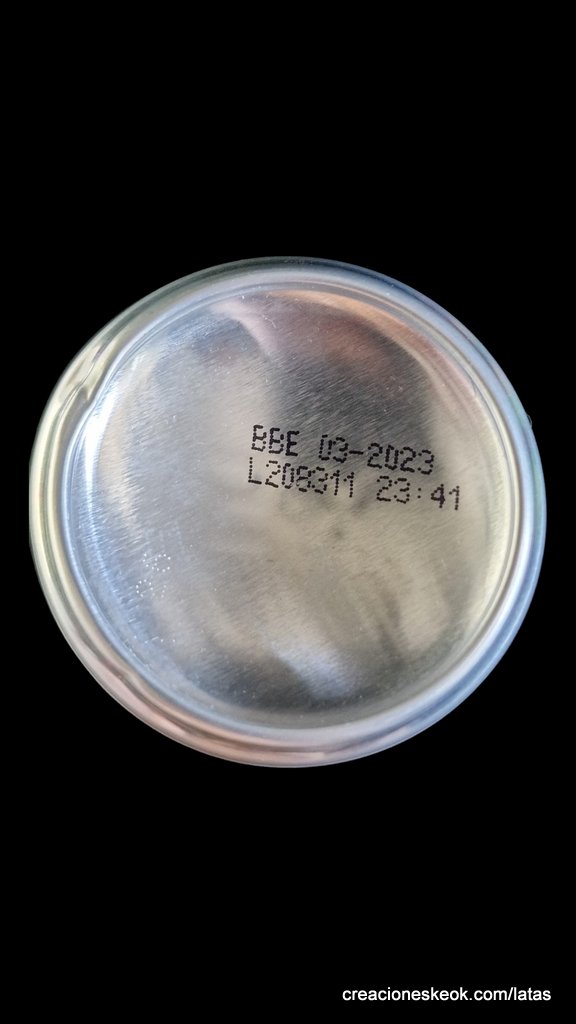 BBE 03-2023
L208311 23:41
creacioneskeok.com/latas